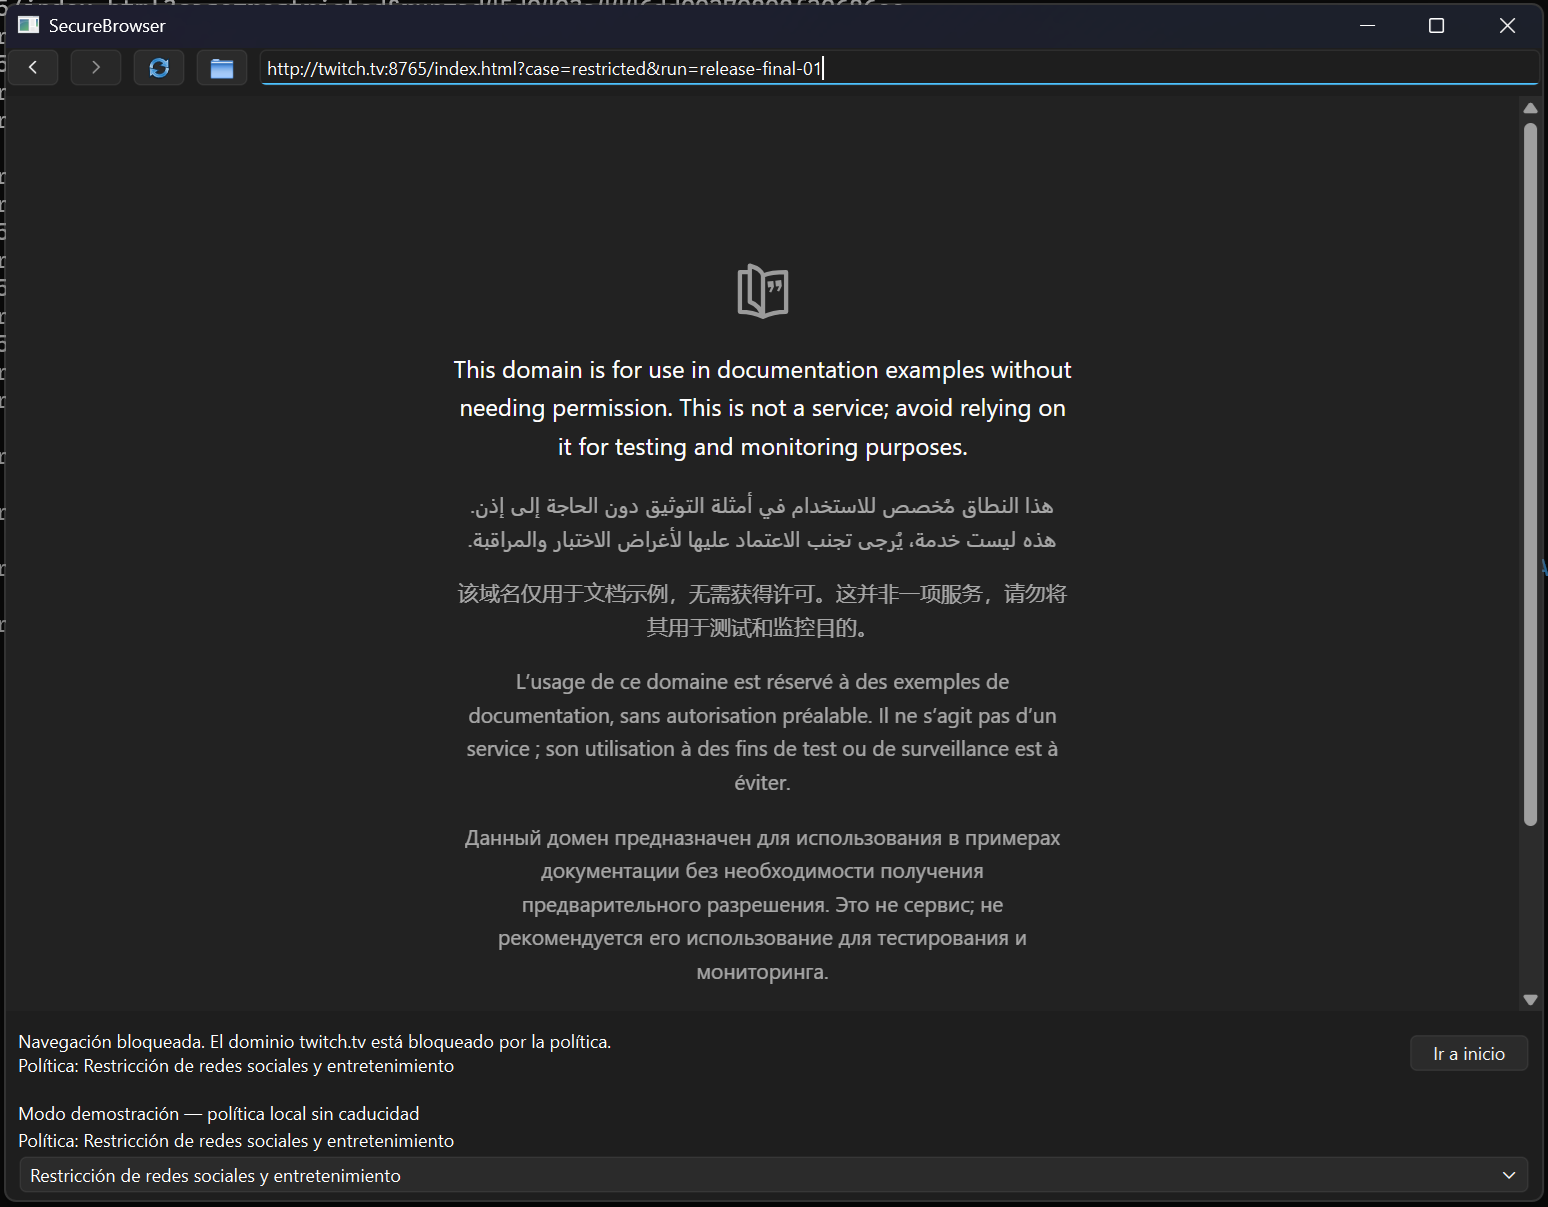 SecureBrowser
http://twitch.tv:8765/index.html?case=restricted&run=release-final-01
This domain is for use in documentation examples without
needing permission. This is not a service; avoid relying on
it for testing and monitoring purposes.
هذا النطاق مُخصص للاستخدام في أمثلة التوثيق دون الحاجة إلى إذن.
هذه ليست خدمة، يُرجى تجنب الاعتماد عليها لأغراض الاختبار والمراقبة.
该域名仅用于文档示例，无需获得许可。这并非一项服务，请勿将
其用于测试和监控目的。
L’usage de ce domaine est réservé à des exemples de
documentation, sans autorisation préalable. Il ne s’agit pas d’un
service ; son utilisation à des fins de test ou de surveillance est à
éviter.
Данный домен предназначен для использования в примерах
документации без необходимости получения
предварительного разрешения. Это не сервис; не
рекомендуется его использование для тестирования и
мониторинга.
Navegación bloqueada. El dominio twitch.tv está bloqueado por la política.
Política: Restricción de redes sociales y entretenimiento
Ir a inicio
Modo demostración — política local sin caducidad
Política: Restricción de redes sociales y entretenimiento
Restricción de redes sociales y entretenimiento